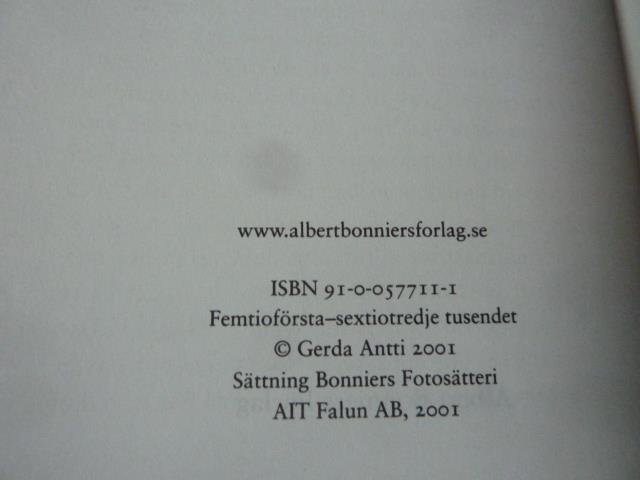 www.albertbonniersforlag.se
ISBN 91-0-057711-1
Femtioförsta–sextiotredje tusendet
© Gerda Antti 2001
Sättning Bonniers Fotosätteri
AIT Falun AB, 2001